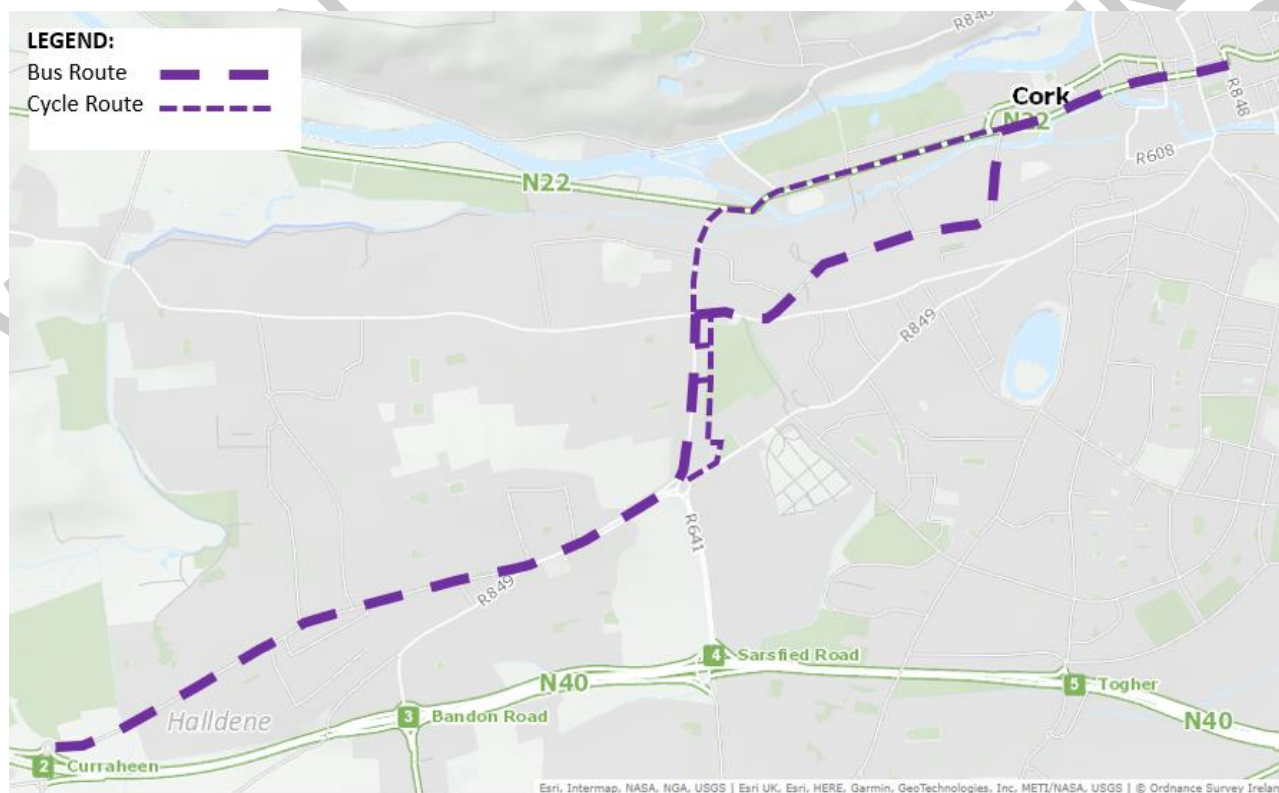 LEGEND:
Bus Route
Cycle Route
R846
Cork
N22
R848
N22
R608
R849
R641
R849
4 Sarsfield Road
N40
5 Togher
3 Bandon Road
Halldene
N40
2 Curraheen
Esri, Intermap, NASA, NGA, USGS | Esri UK, Esri, HERE, Garmin, GeoTechnologies, Inc, METI/NASA, USGS | © Ordnance Survey Irelan